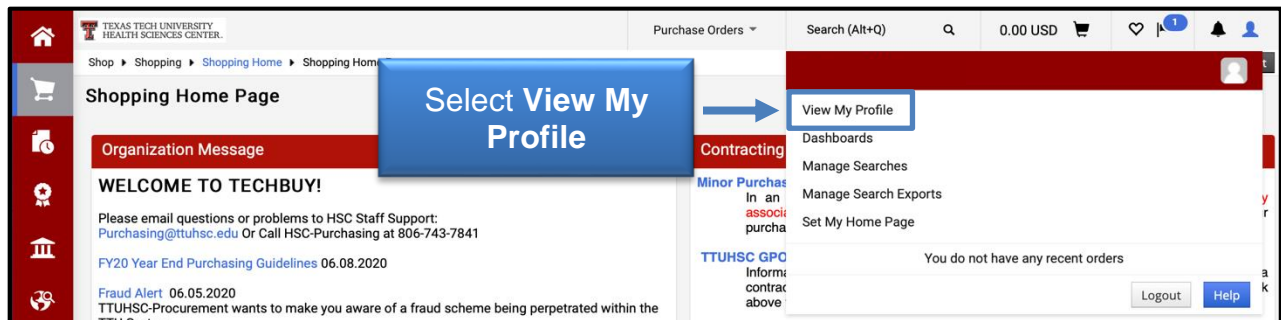 TEXAS TECH UNIVERSITY
HEALTH SCIENCES CENTER.
Purchase Orders
Search (Alt+Q)
0.00 USD
1
Shop Shopping Shopping Home Shopping Home
Shopping Home Page
Select View My
Profile
View My Profile
Dashboards
Manage Searches
Manage Search Exports
Set My Home Page
You do not have any recent orders
Logout
Help
Organization Message
WELCOME TO TECHBUY!
Please email questions or problems to HSC Staff Support:
Purchasing@ttuhsc.edu Or Call HSC-Purchasing at 806-743-7841
FY20 Year End Purchasing Guidelines 06.08.2020
Fraud Alert 06.05.2020
TTUHSC-Procurement wants to make you aware of a fraud scheme being perpetrated within the
Contracting
Minor Purchas
In an
associa
purcha
TTUHSC GPO
Informa
contrac
above